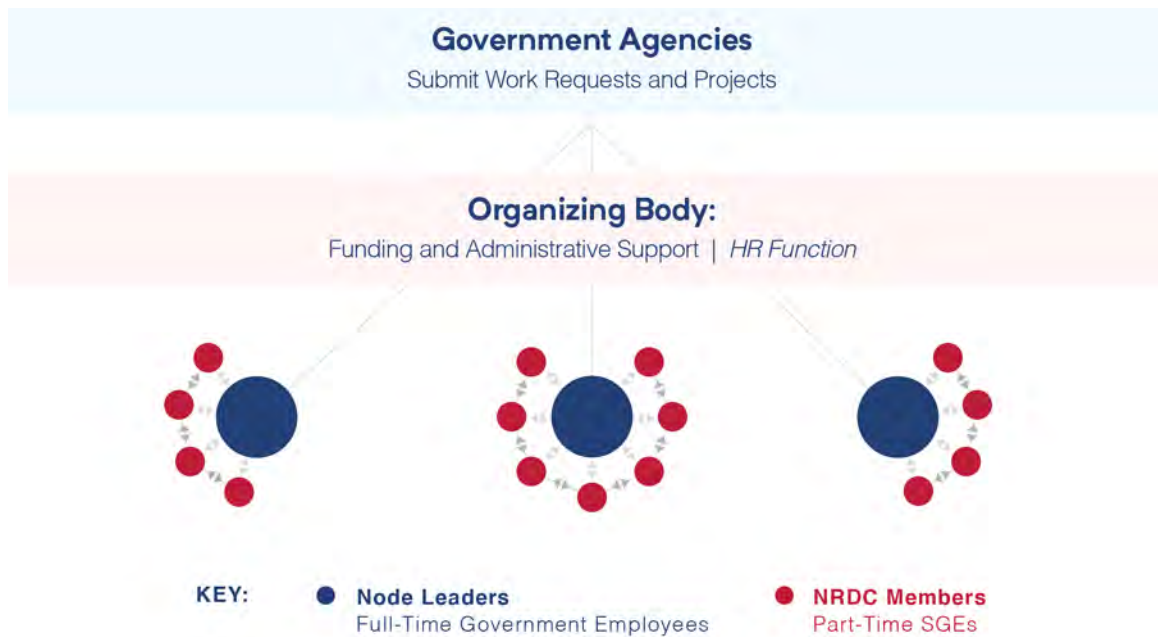 Government Agencies
Submit Work Requests and Projects
Organizing Body:
Funding and Administrative Support | HR Function
KEY:
Node Leaders
Full-Time Government Employees
NRDC Members
Part-Time SGEs